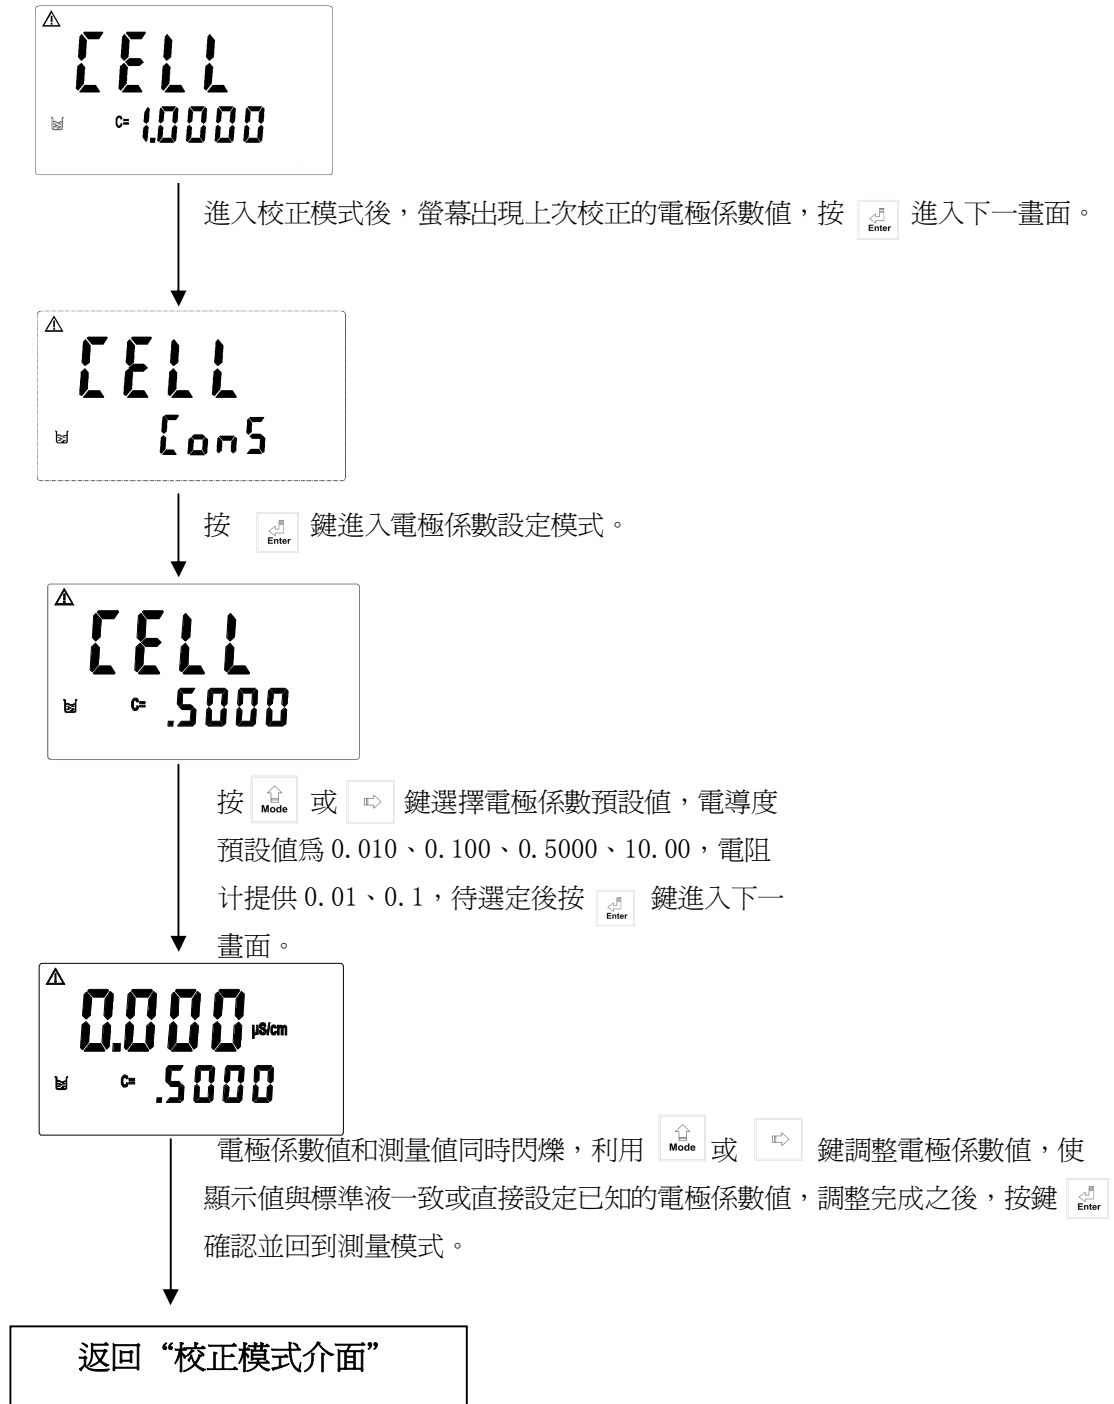 CELL
C= 1.0000
進入校正模式後，螢幕出現上次校正的電極係數值，按 Enter 進入下一畫面。
CELL
ConS
按 Enter 鍵進入電極係數設定模式。
CELL
C= .5000
按 Mode 或 鍵選擇電極係數預設值，電導度
預設值爲 0.010、0.100、0.5000、10.00，電阻
计提供 0.01、0.1，待選定後按 Enter 鍵進入下一
畫面。
0.000 µS/cm
C= .5000
電極係數值和測量值同時閃爍，利用 Mode 或 鍵調整電極係數值，使
顯示值與標準液一致或直接設定已知的電極係數值，調整完成之後，按鍵 Enter
確認並回到測量模式。
返回“校正模式介面”